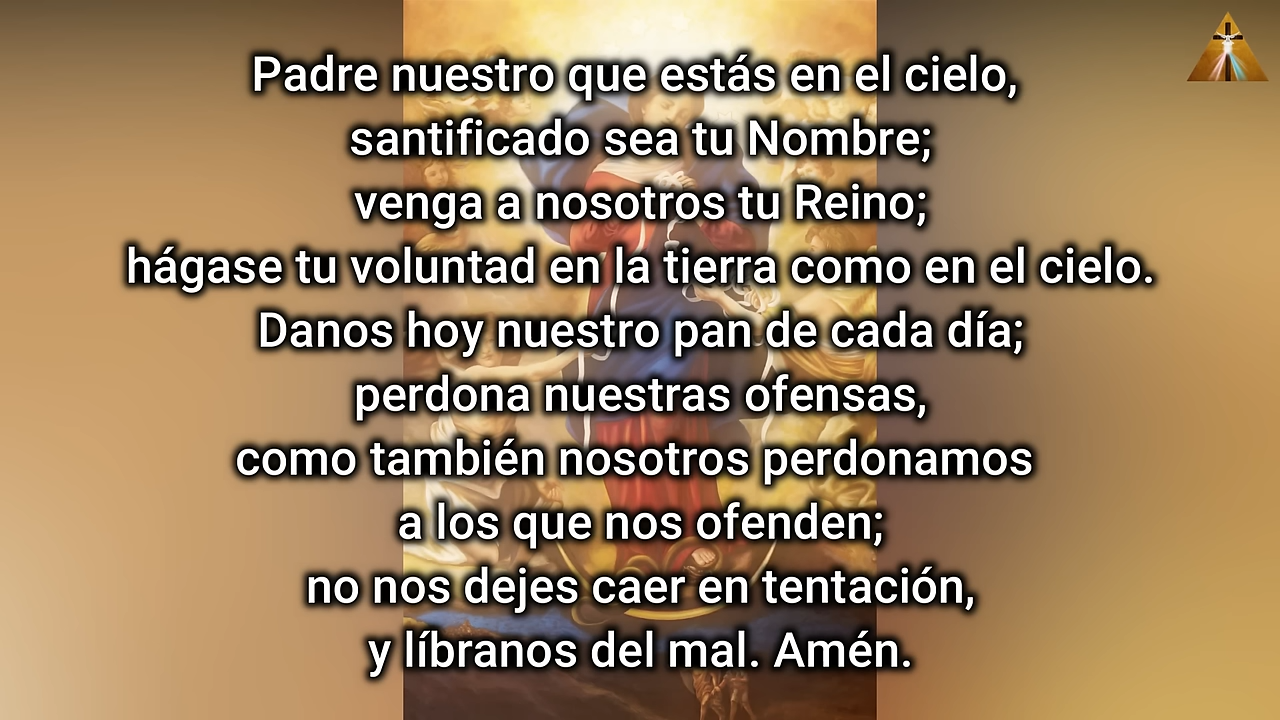 Padre nuestro que estás en el cielo,
santificado sea tu Nombre;
venga a nosotros tu Reino;
hágase tu voluntad en la tierra como en el cielo.
Danos hoy nuestro pan de cada día;
perdona nuestras ofensas,
como también nosotros perdonamos
a los que nos ofenden;
no nos dejes caer en tentación,
y líbranos del mal. Amén.